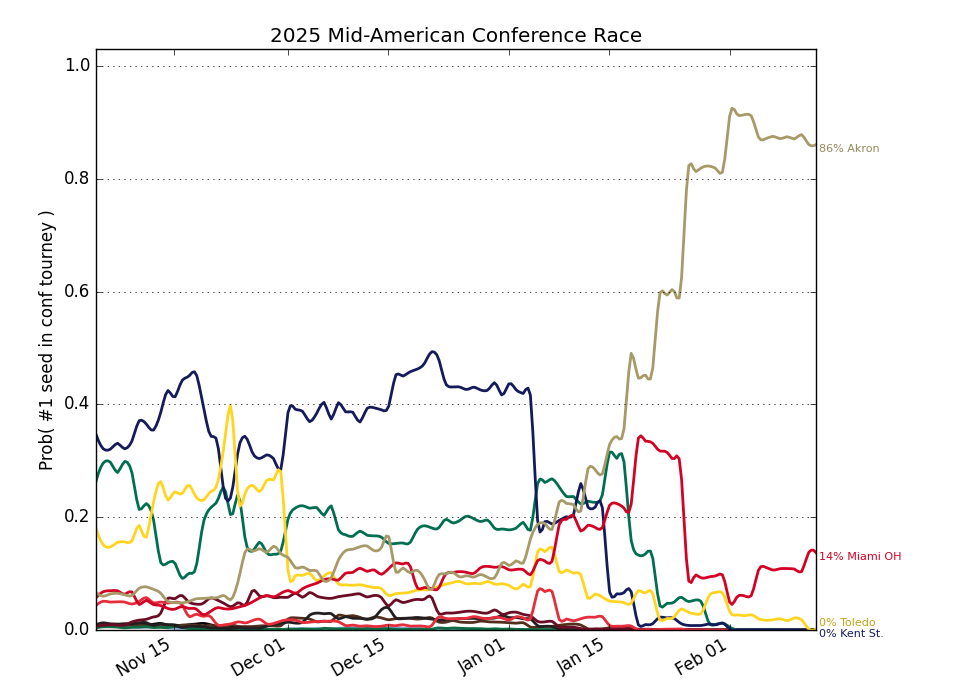 2025 Mid-American Conference Race
Prob( #1 seed in conf tourney )
1.0
0.8
0.6
0.4
0.2
0.0
Nov 15
Dec 01
Dec 15
Jan 01
Jan 15
Feb 01
86% Akron
14% Miami OH
0% Toledo
0% Kent St.